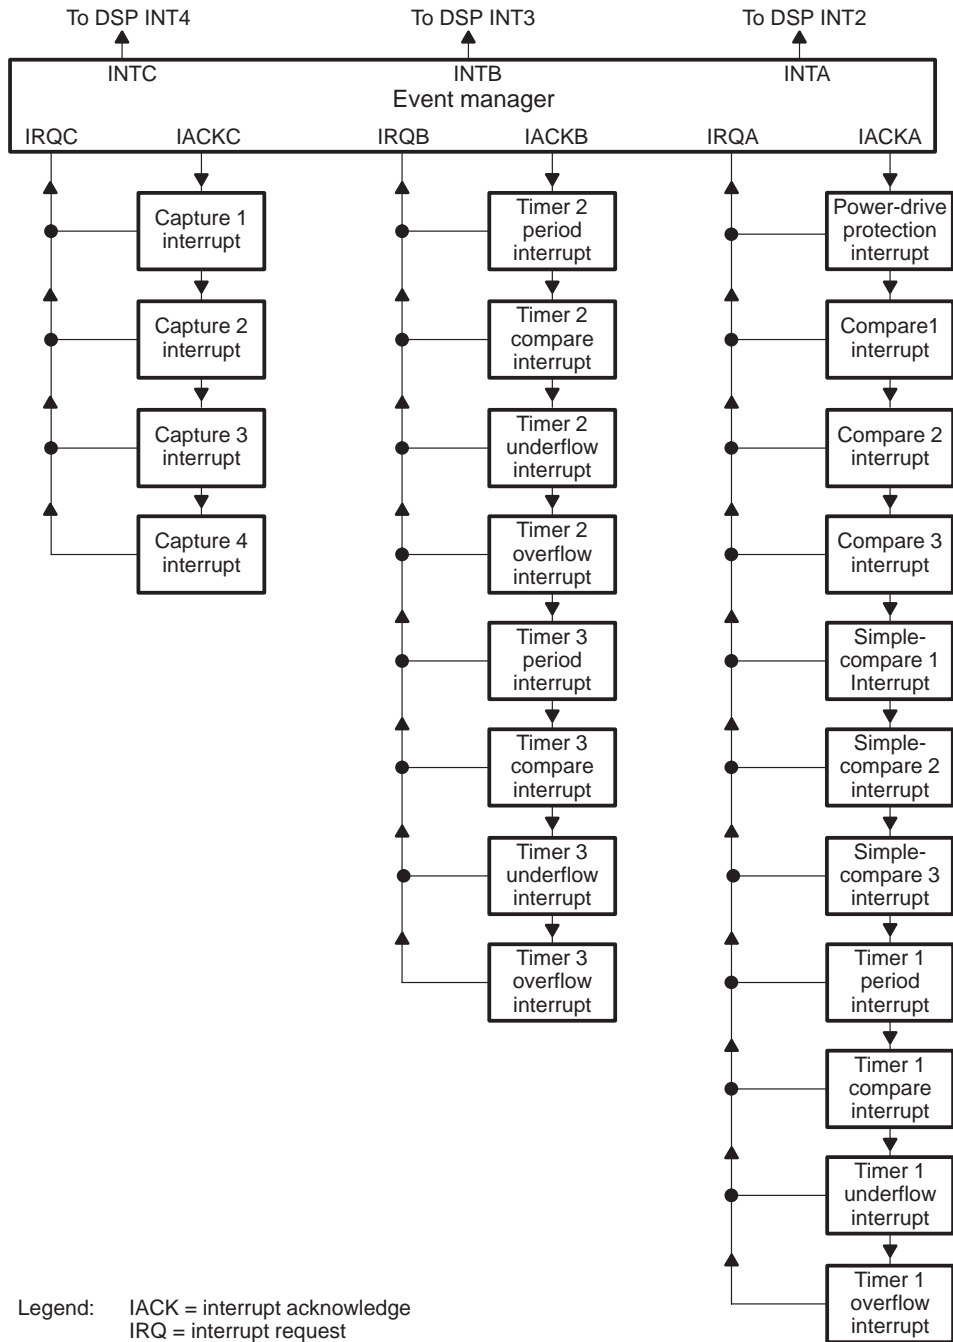 To DSP INT4
To DSP INT3
To DSP INT2
INTC
INTB
INTA
Event manager
IRQC
IACKC
IRQB
IACKB
IRQA
IACKA
Capture 1
interrupt
Capture 2
interrupt
Capture 3
interrupt
Capture 4
interrupt
Timer 2
period
interrupt
Timer 2
compare
interrupt
Timer 2
underflow
interrupt
Timer 2
overflow
interrupt
Timer 3
period
interrupt
Timer 3
compare
interrupt
Timer 3
underflow
interrupt
Timer 3
overflow
interrupt
Power-drive
protection
interrupt
Compare1
interrupt
Compare 2
interrupt
Compare 3
interrupt
Simple-
compare 1
Interrupt
Simple-
compare 2
interrupt
Simple-
compare 3
interrupt
Timer 1
period
interrupt
Timer 1
compare
interrupt
Timer 1
underflow
interrupt
Timer 1
overflow
interrupt
Legend: IACK = interrupt acknowledge
IRQ = interrupt request